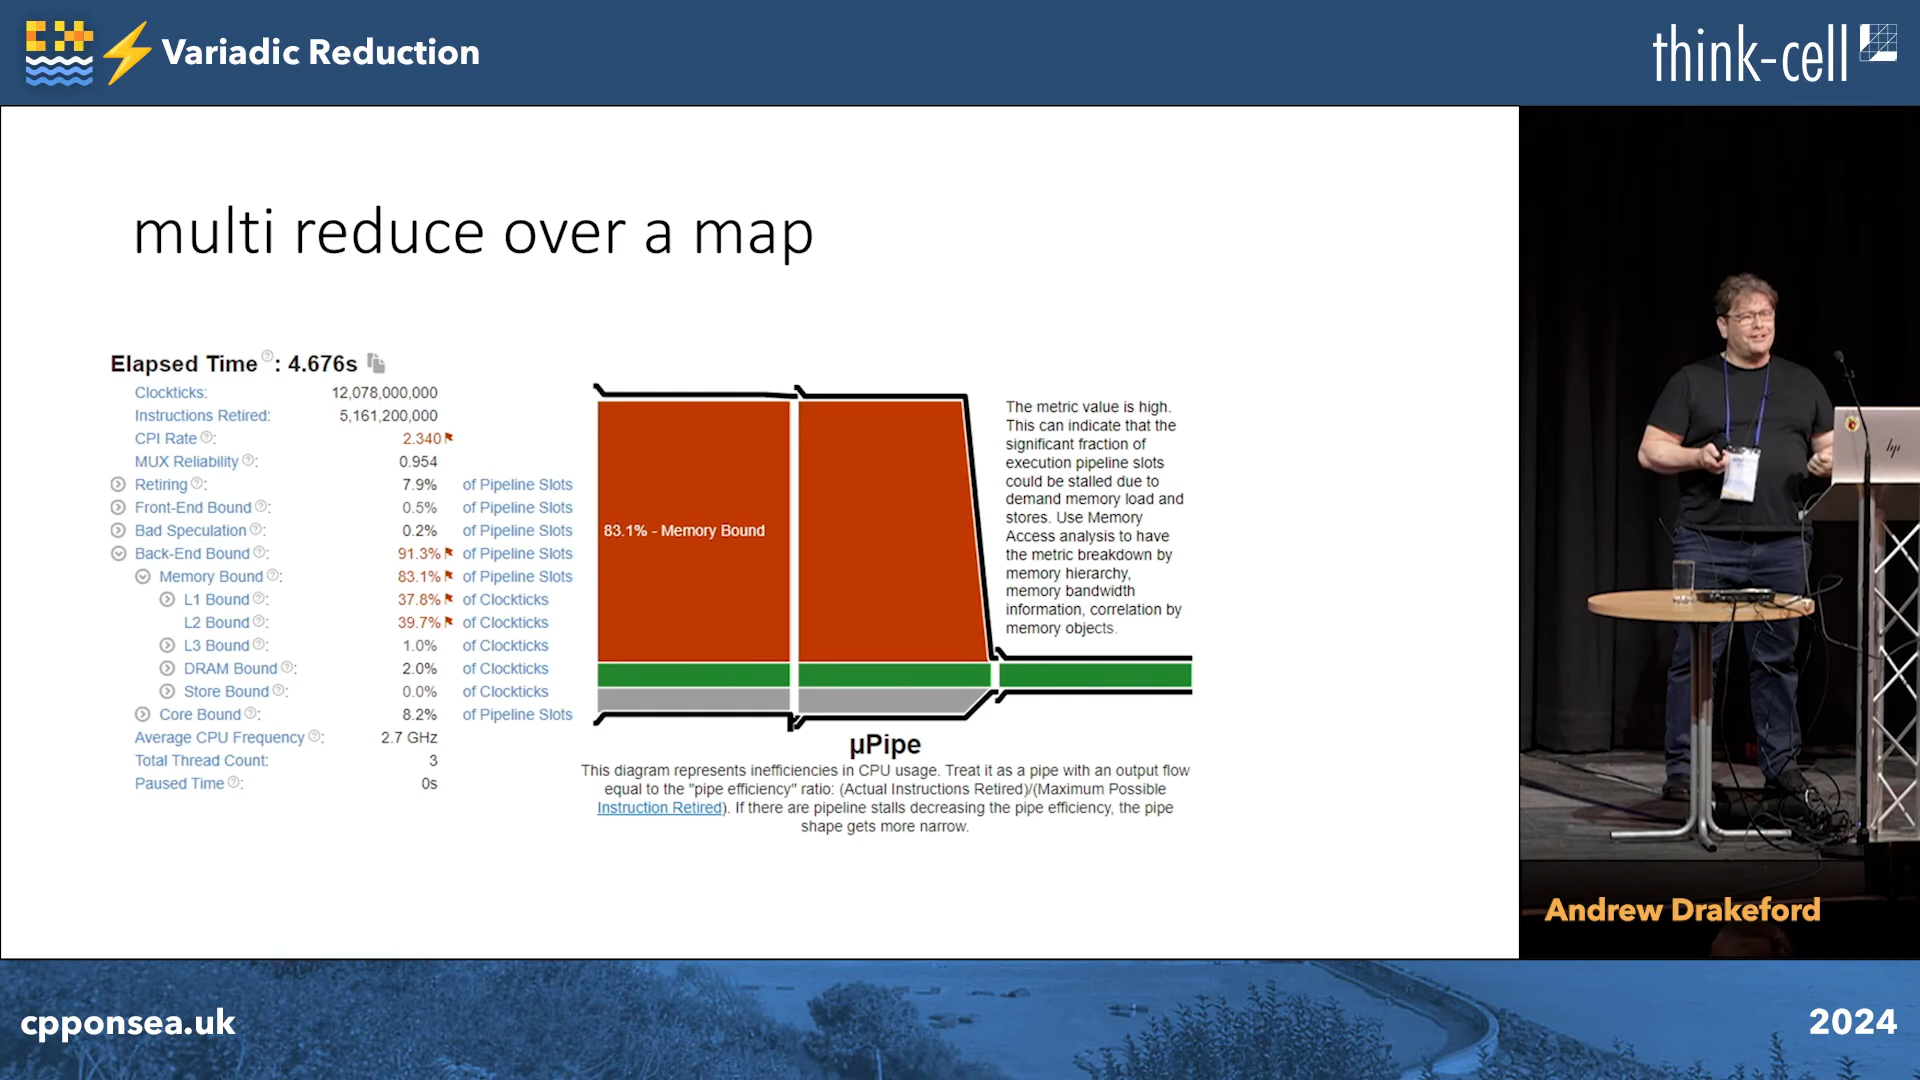 Variadic Reduction
think-cell
multi reduce over a map
Elapsed Time ?: 4.676s
Clockticks: 12,078,000,000
Instructions Retired: 5,161,200,000
CPI Rate ?: 2.340
MUX Reliability ?: 0.954
Retiring ?: 7.9% of Pipeline Slots
Front-End Bound ?: 0.5% of Pipeline Slots
Bad Speculation ?: 0.2% of Pipeline Slots
Back-End Bound ?: 91.3% of Pipeline Slots
Memory Bound ?: 83.1% of Pipeline Slots
L1 Bound ?: 37.8% of Clockticks
L2 Bound ?: 39.7% of Clockticks
L3 Bound ?: 1.0% of Clockticks
DRAM Bound ?: 2.0% of Clockticks
Store Bound ?: 0.0% of Clockticks
Core Bound ?: 8.2% of Pipeline Slots
Average CPU Frequency ?: 2.7 GHz
Total Thread Count: 3
Paused Time ?: 0s
83.1% - Memory Bound
The metric value is high.
This can indicate that the
significant fraction of
execution pipeline slots
could be stalled due to
demand memory load and
stores. Use Memory
Access analysis to have
the metric breakdown by
memory hierarchy,
memory bandwidth
information, correlation by
memory objects.
µPipe
This diagram represents inefficiencies in CPU usage. Treat it as a pipe with an output flow
equal to the "pipe efficiency" ratio: (Actual Instructions Retired)/(Maximum Possible
Instruction Retired). If there are pipeline stalls decreasing the pipe efficiency, the pipe
shape gets more narrow.
hp
Andrew Drakeford
cpponsea.uk
2024